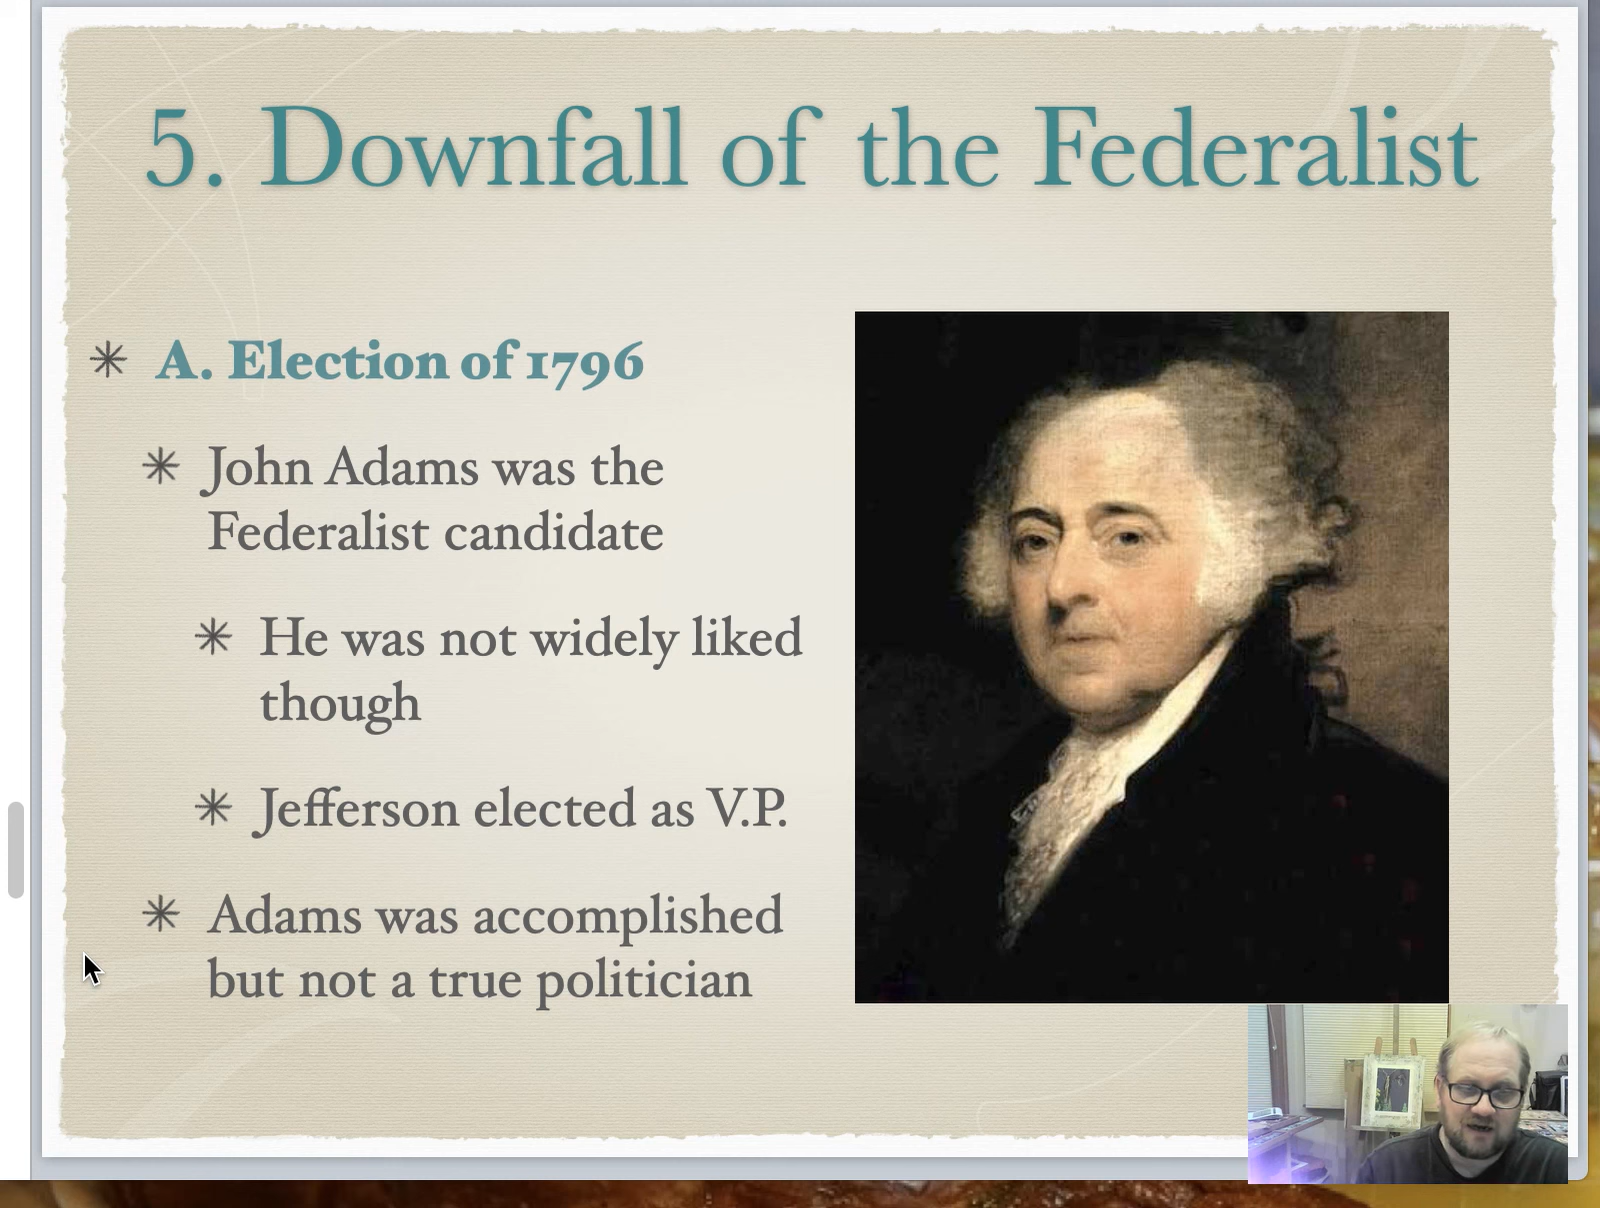 5. Downfall of the Federalist
A. Election of 1796
John Adams was the
Federalist candidate
He was not widely liked
though
Jefferson elected as V.P.
Adams was accomplished
but not a true politician